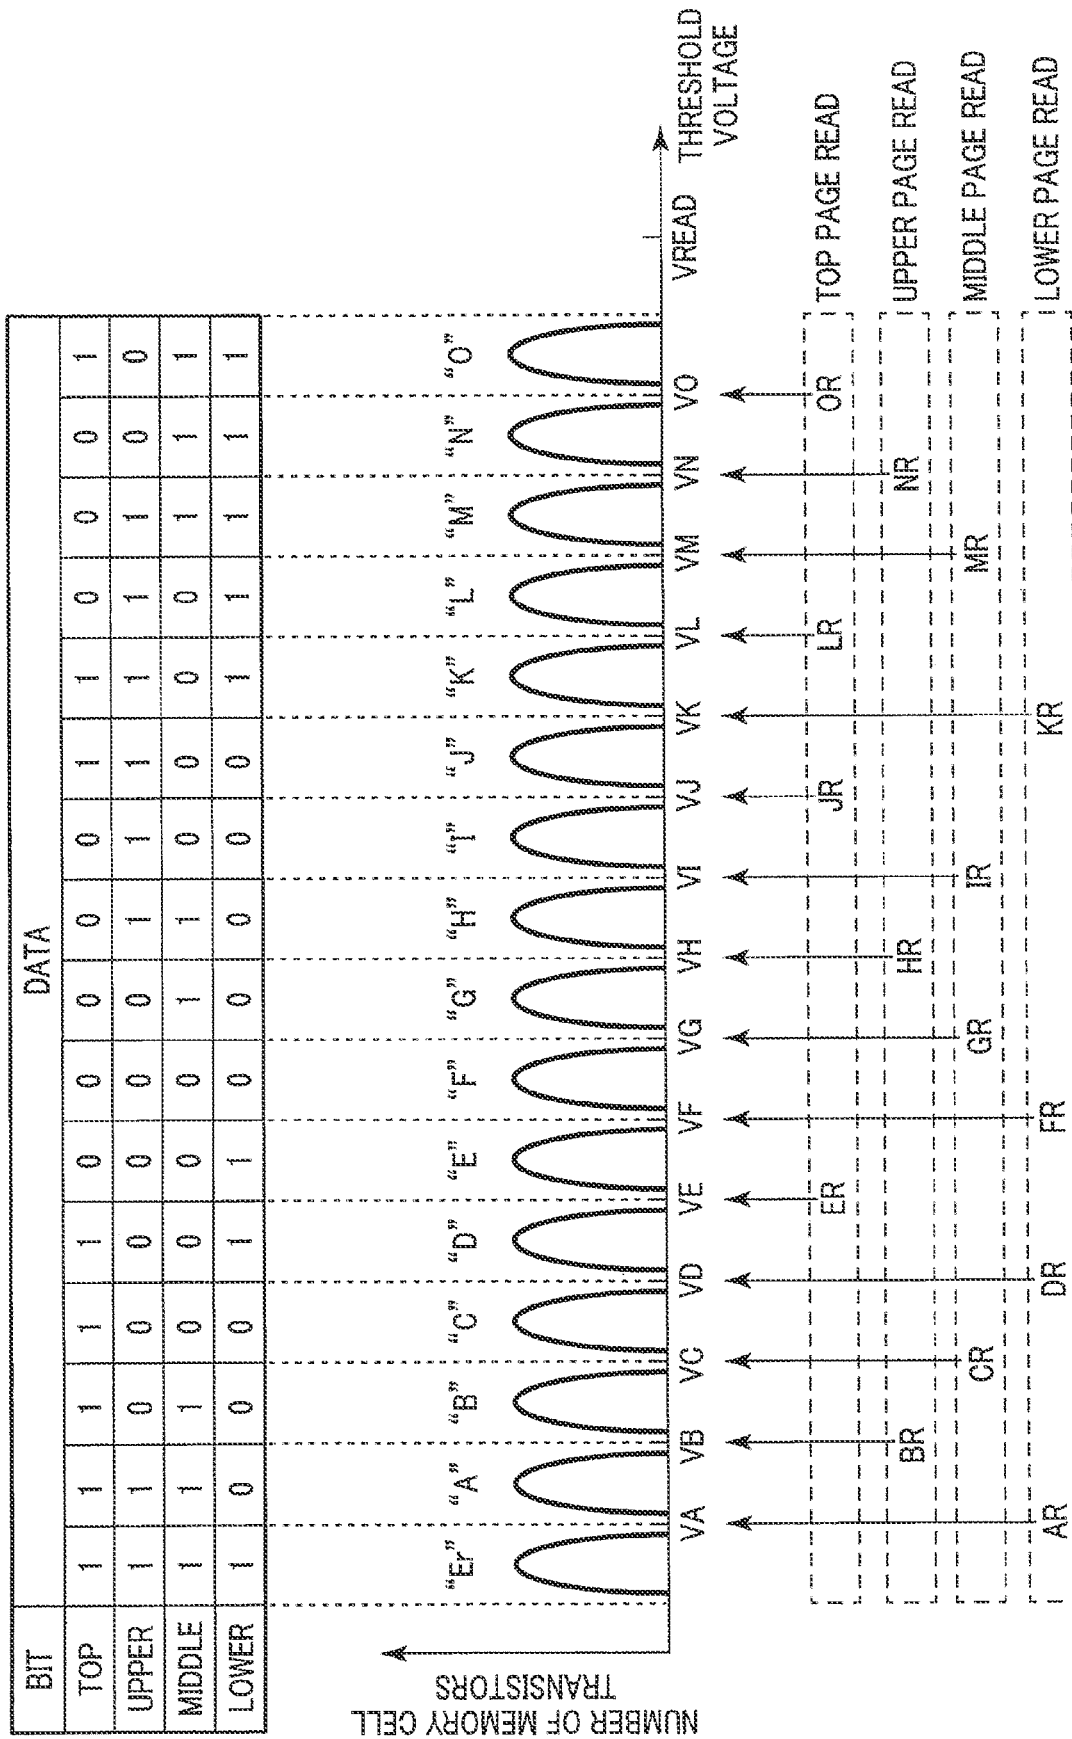 BIT DATA
TOP 1 1 1 1 1 0 0 0 0 0 1 1 0 0 0 1
UPPER 1 1 0 0 0 0 0 0 1 1 1 1 1 1 0 0
MIDDLE 1 1 1 0 0 0 0 1 1 0 0 0 0 1 1 1
LOWER 1 0 0 0 1 1 0 0 0 0 0 1 1 1 1 1
NUMBER OF MEMORY CELL
TRANSISTORS
“Er” “A” “B” “C” “D” “E” “F” “G” “H” “I” “J” “K” “L” “M” “N” “O”
VA VB VC VD VE VF VG VH VI VJ VK VL VM VN VO VREAD THRESHOLD
VOLTAGE
ER JR LR OR TOP PAGE READ
BR HR NR UPPER PAGE READ
CR GR IR MR MIDDLE PAGE READ
AR DR FR KR LOWER PAGE READ